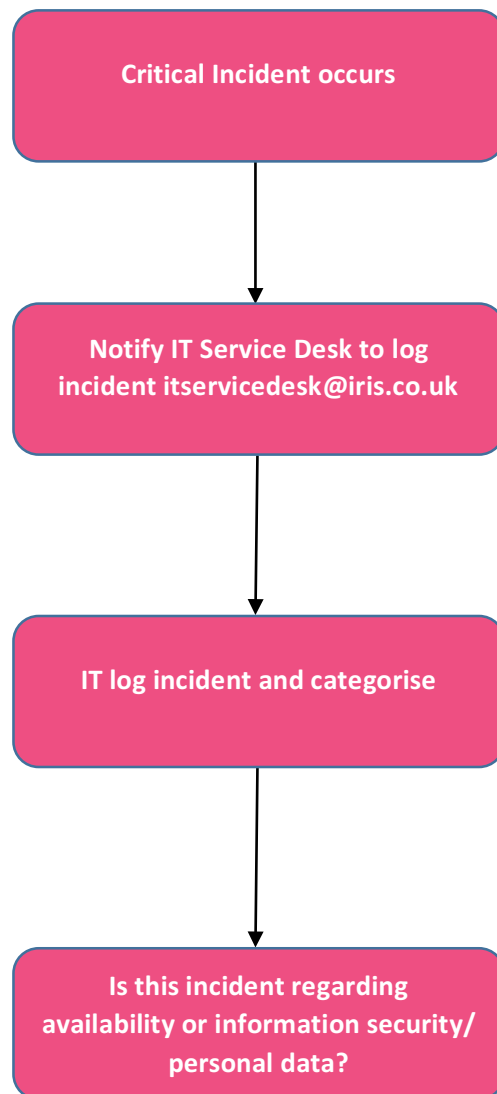 Critical Incident occurs
Notify IT Service Desk to log
incident itservicedesk@iris.co.uk
IT log incident and categorise
Is this incident regarding
availability or information security/
personal data?